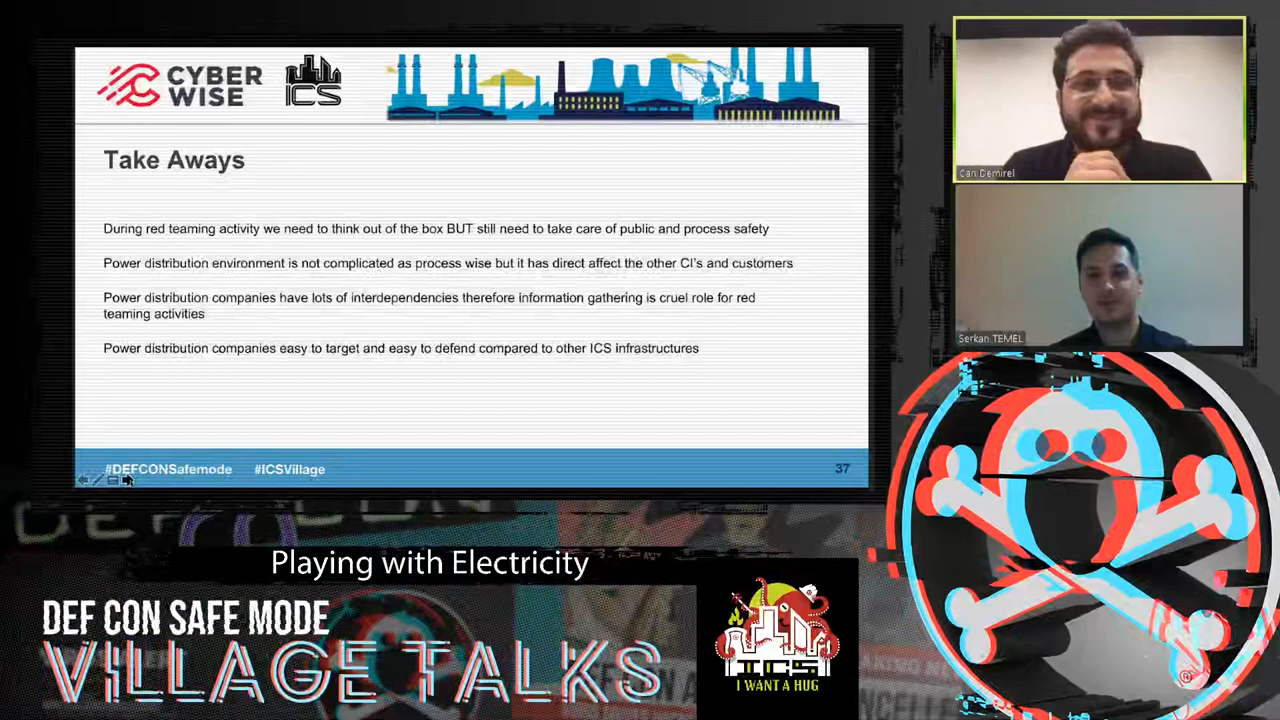 CYBER
WISE
ICS
Take Aways
During red teaming activity we need to think out of the box BUT still need to take care of public and process safety
Power distribution environment is not complicated as process wise but it has direct affect the other CI's and customers
Power distribution companies have lots of interdependencies therefore information gathering is cruel role for red
teaming activities
Power distribution companies easy to target and easy to defend compared to other ICS infrastructures
#DEFCONSafemode #ICSVillage
37
Can Demirel
Serkan TEMEL
Playing with Electricity
DEF CON SAFE MODE
VILLAGE TALKS
ICS
I WANT A HUG